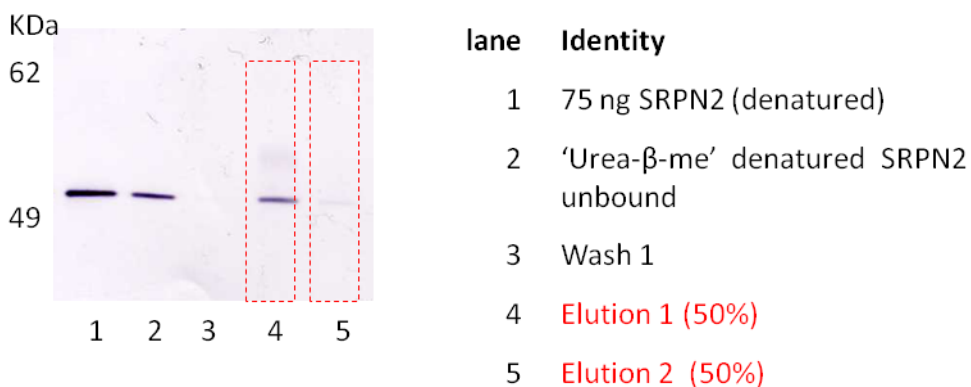 KDa
62
49
1 2 3 4 5
lane Identity
1 75 ng SRPN2 (denatured)
2 ‘Urea-β-me’ denatured SRPN2
unbound
3 Wash 1
4 Elution 1 (50%)
5 Elution 2 (50%)